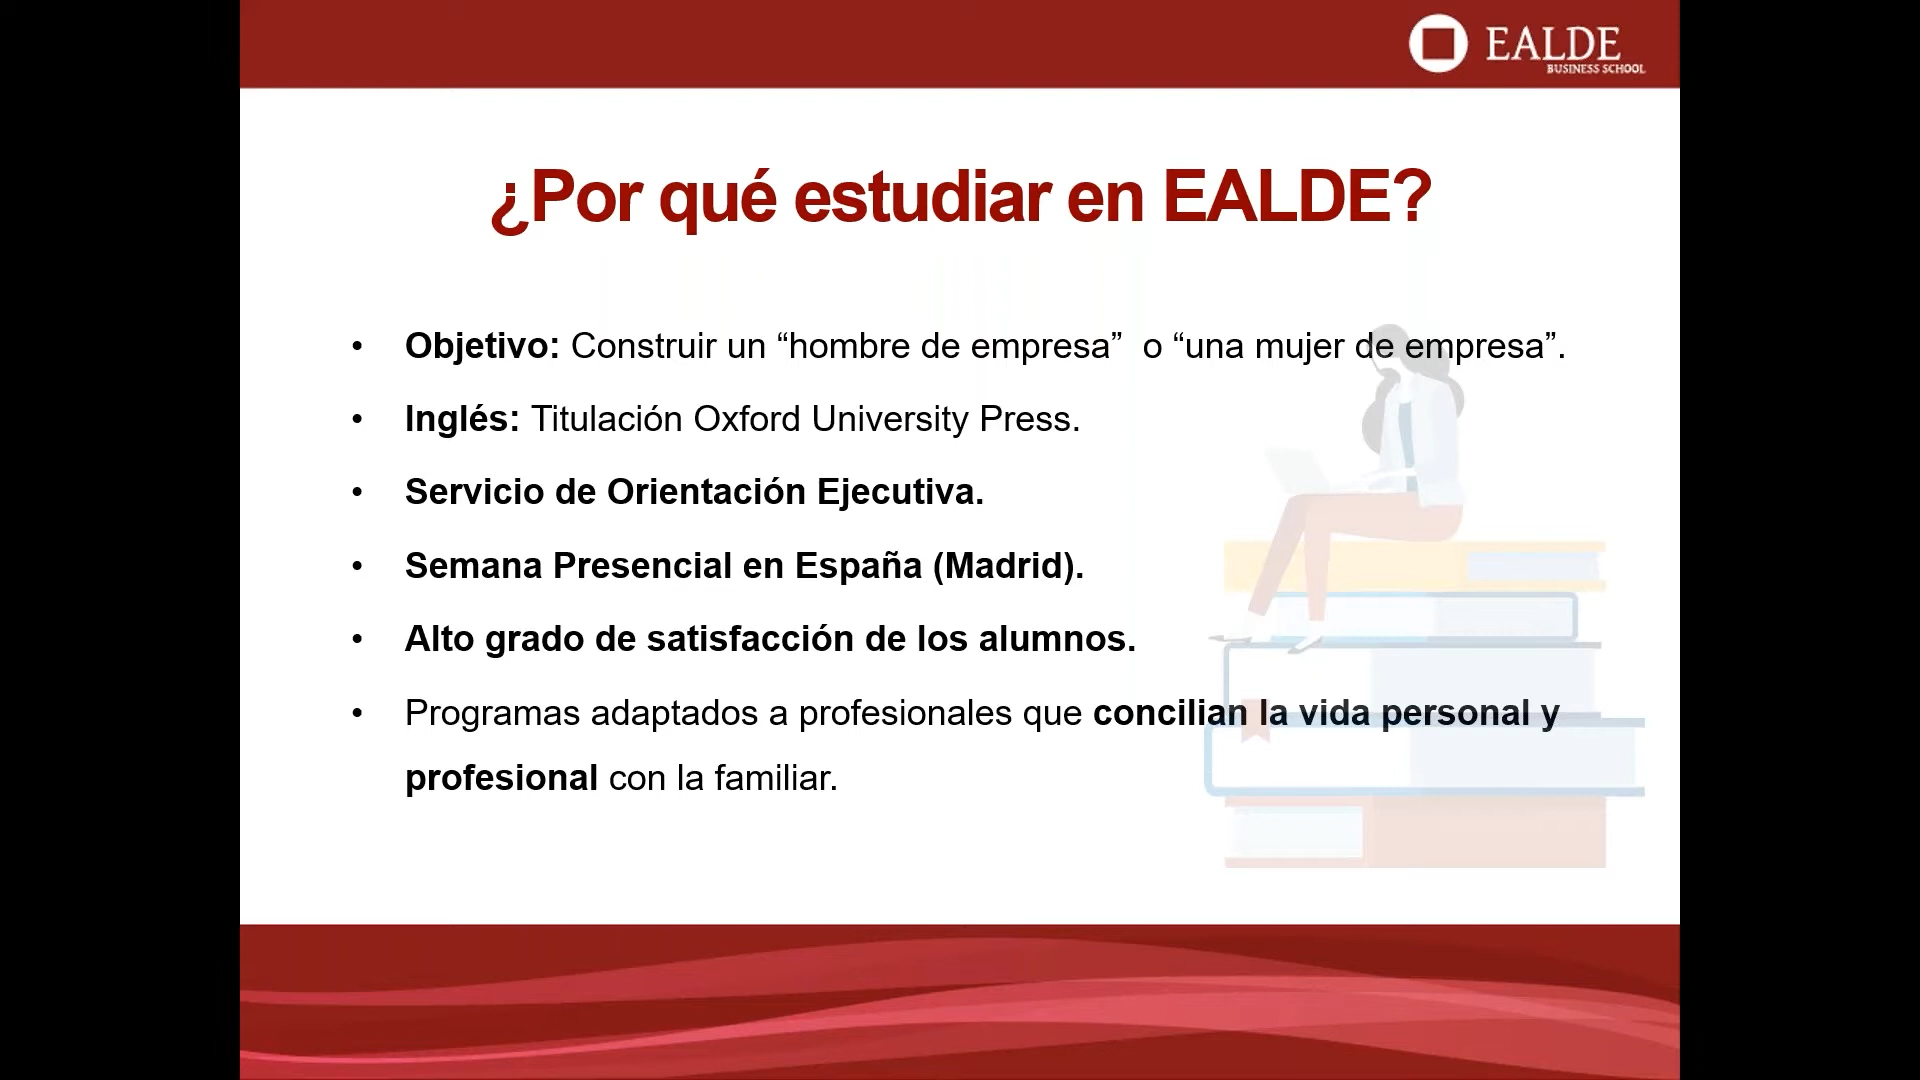 EALDE
BUSINESS SCHOOL
¿Por qué estudiar en EALDE?
• Objetivo: Construir un “hombre de empresa”  o “una mujer de empresa”.
• Inglés: Titulación Oxford University Press.
• Servicio de Orientación Ejecutiva.
• Semana Presencial en España (Madrid).
• Alto grado de satisfacción de los alumnos.
• Programas adaptados a profesionales que concilian la vida personal y
profesional con la familiar.